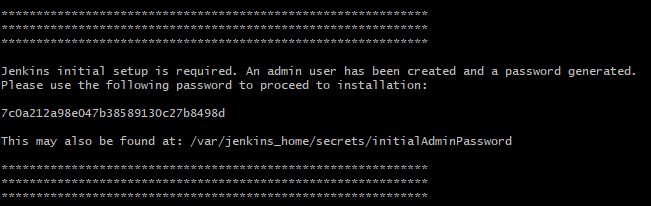 *************************************************************
*************************************************************
*************************************************************
Jenkins initial setup is required. An admin user has been created and a password generated.
Please use the following password to proceed to installation:
7c0a212a98e047b38589130c27b8498d
This may also be found at: /var/jenkins_home/secrets/initialAdminPassword
*************************************************************
*************************************************************
*************************************************************